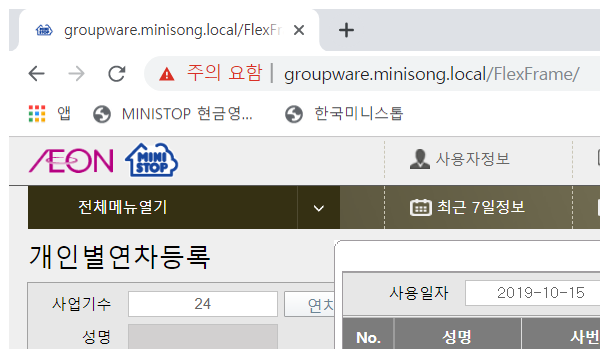 groupware.minisong.local/FlexFr
주의 요함 | groupware.minisong.local/FlexFrame/
앱 MINISTOP 현금영... 한국미니스톱
ÆON MINI STOP 사용자정보
전체메뉴열기 최근 7일정보
개인별연차등록
사업기수 24 연차
사용일자 2019-10-15
성명
No. 성명 사번